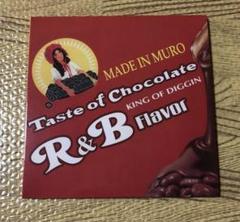 MADE IN MURO
Taste of Chocolate
KING OF DIGGIN
R&B Flavor